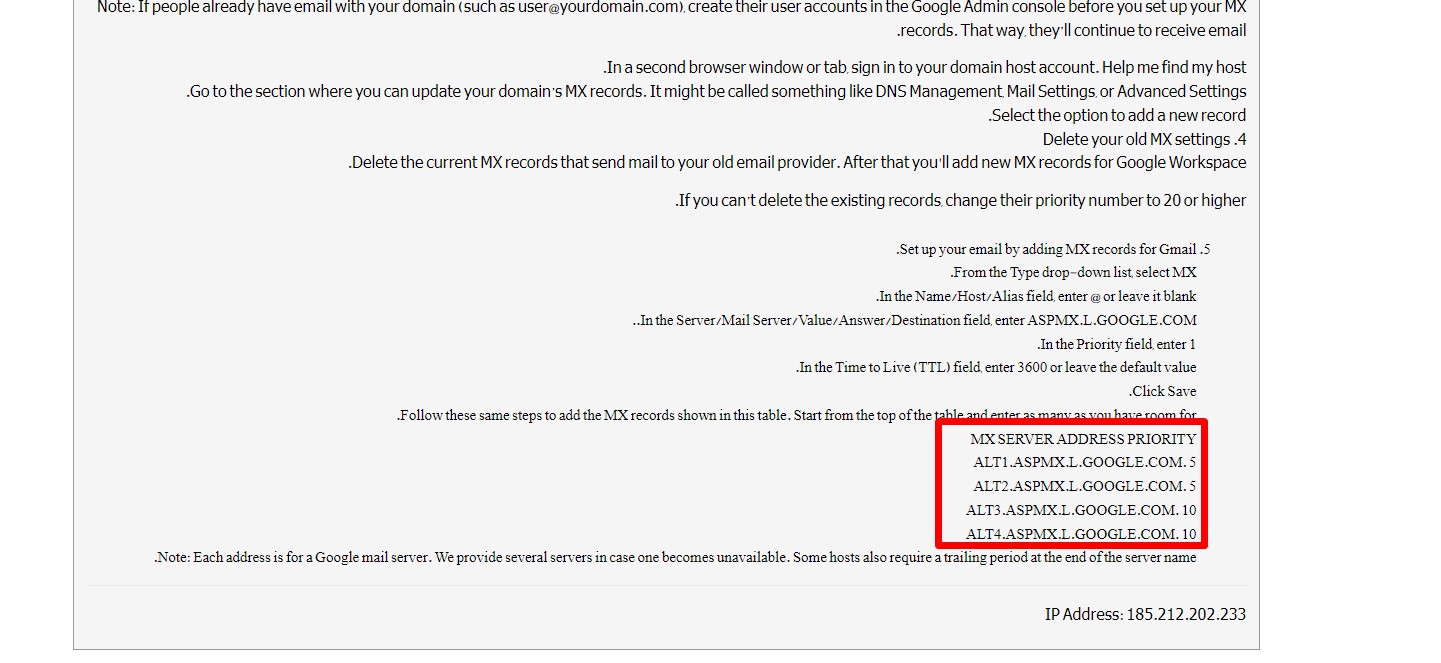 Note: If people already have email with your domain (such as user@yourdomain.com), create their user accounts in the Google Admin console before you set up your MX
.records. That way, they'll continue to receive email
.In a second browser window or tab, sign in to your domain host account. Help me find my host
.Go to the section where you can update your domain's MX records. It might be called something like DNS Management, Mail Settings, or Advanced Settings
.Select the option to add a new record
Delete your old MX settings .4
.Delete the current MX records that send mail to your old email provider. After that you'll add new MX records for Google Workspace
.If you can't delete the existing records, change their priority number to 20 or higher
.Set up your email by adding MX records for Gmail .5
.From the Type drop-down list, select MX
.In the Name/Host/Alias field, enter @ or leave it blank
..In the Server/Mail Server/Value/Answer/Destination field, enter ASPMX.L.GOOGLE.COM
.In the Priority field, enter 1
.In the Time to Live (TTL) field, enter 3600 or leave the default value
.Click Save
.Follow these same steps to add the MX records shown in this table. Start from the top of the table and enter as many as you have room for
MX SERVER ADDRESS PRIORITY
ALT1.ASPMX.L.GOOGLE.COM. 5
ALT2.ASPMX.L.GOOGLE.COM. 5
ALT3.ASPMX.L.GOOGLE.COM. 10
ALT4.ASPMX.L.GOOGLE.COM. 10
.Note: Each address is for a Google mail server. We provide several servers in case one becomes unavailable. Some hosts also require a trailing period at the end of the server name
IP Address: 185.212.202.233